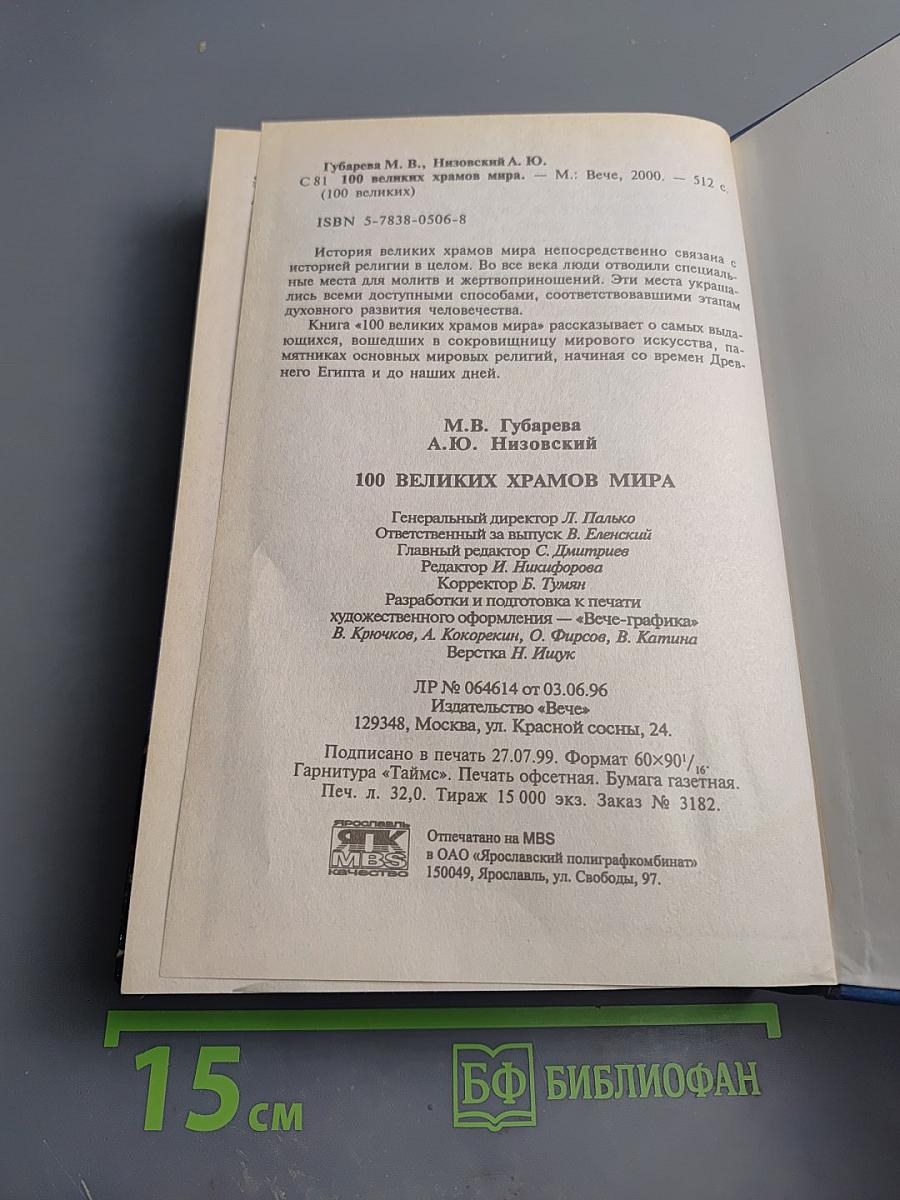 Губарева М. В., Низовский А. Ю.
С 81 100 великих храмов мира. — М.: Вече, 2000. — 512 с.
(100 великих)
ISBN 5-7838-0506-8
История великих храмов мира непосредственно связана с
историей религии в целом. Во все века люди отводили специаль-
ные места для молитв и жертвоприношений. Эти места украша-
лись всеми доступными способами, соответствовавшими этапам
духовного развития человечества.
Книга «100 великих храмов мира» рассказывает о самых выда-
ющихся, вошедших в сокровищницу мирового искусства, па-
мятниках основных мировых религий, начиная со времен Древ-
него Египта и до наших дней.
М.В. Губарева
А.Ю. Низовский
100 ВЕЛИКИХ ХРАМОВ МИРА
Генеральный директор Л. Палько
Ответственный за выпуск В. Еленский
Главный редактор С. Дмитриев
Редактор И. Никифорова
Корректор Б. Тумян
Разработки и подготовка к печати
художественного оформления — «Вече-графика»
В. Крючков, А. Кокорекин, О. Фирсов, В. Катина
Верстка Н. Ищук
ЛР № 064614 от 03.06.96
Издательство «Вече»
129348, Москва, ул. Красной сосны, 24.
Подписано в печать 27.07.99. Формат 60×90¹/₁₆.
Гарнитура «Таймс». Печать офсетная. Бумага газетная.
Печ. л. 32,0. Тираж 15 000 экз. Заказ № 3182.
ЯРОСЛАВЛЬ
ЯПК
MBS
КАЧЕСТВО
Отпечатано на MBS
в ОАО «Ярославский полиграфкомбинат»
150049, Ярославль, ул. Свободы, 97.
15 см
БФ БИБЛИОФАН